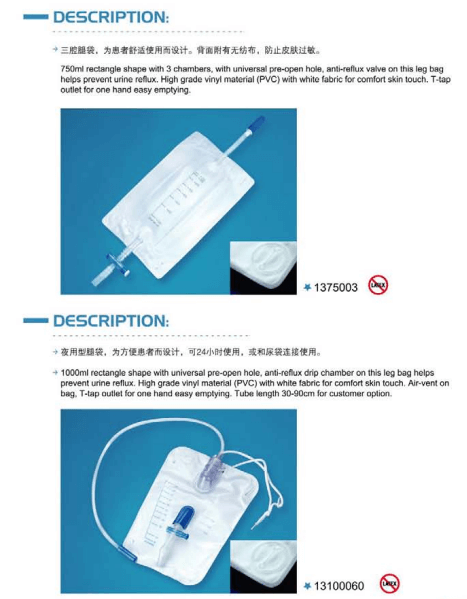 DESCRIPTION:
三腔腿袋，为患者舒适使用而设计。背面附有无纺布，防止皮肤过敏。
750ml rectangle shape with 3 chambers, with universal pre-open hole, anti-reflux valve on this leg bag
helps prevent urine reflux. High grade vinyl material (PVC) with white fabric for comfort skin touch. T-tap
outlet for one hand easy emptying.
1375003
LATEX
DESCRIPTION:
夜用型腿袋，为方便患者而设计，可24小时使用，或和尿袋连接使用。
1000ml rectangle shape with universal pre-open hole, anti-reflux drip chamber on this leg bag helps
prevent urine reflux. High grade vinyl material (PVC) with white fabric for comfort skin touch. Air-vent on
bag, T-tap outlet for one hand easy emptying. Tube length 30-90cm for customer option.
13100060
LATEX